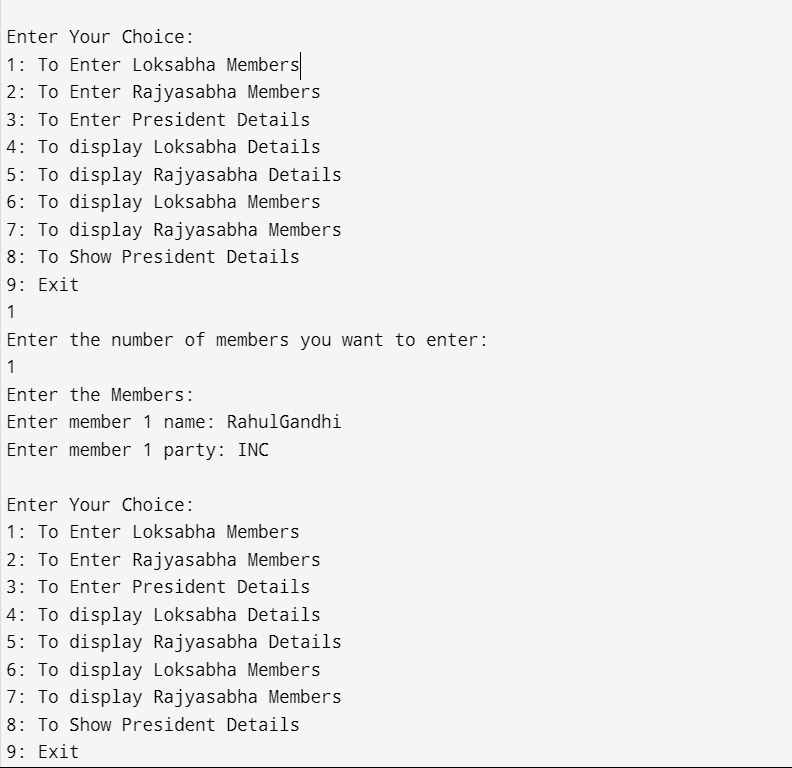 Enter Your Choice:
1: To Enter Loksabha Members
2: To Enter Rajyasabha Members
3: To Enter President Details
4: To display Loksabha Details
5: To display Rajyasabha Details
6: To display Loksabha Members
7: To display Rajyasabha Members
8: To Show President Details
9: Exit
1
Enter the number of members you want to enter:
1
Enter the Members:
Enter member 1 name: RahulGandhi
Enter member 1 party: INC
Enter Your Choice:
1: To Enter Loksabha Members
2: To Enter Rajyasabha Members
3: To Enter President Details
4: To display Loksabha Details
5: To display Rajyasabha Details
6: To display Loksabha Members
7: To display Rajyasabha Members
8: To Show President Details
9: Exit